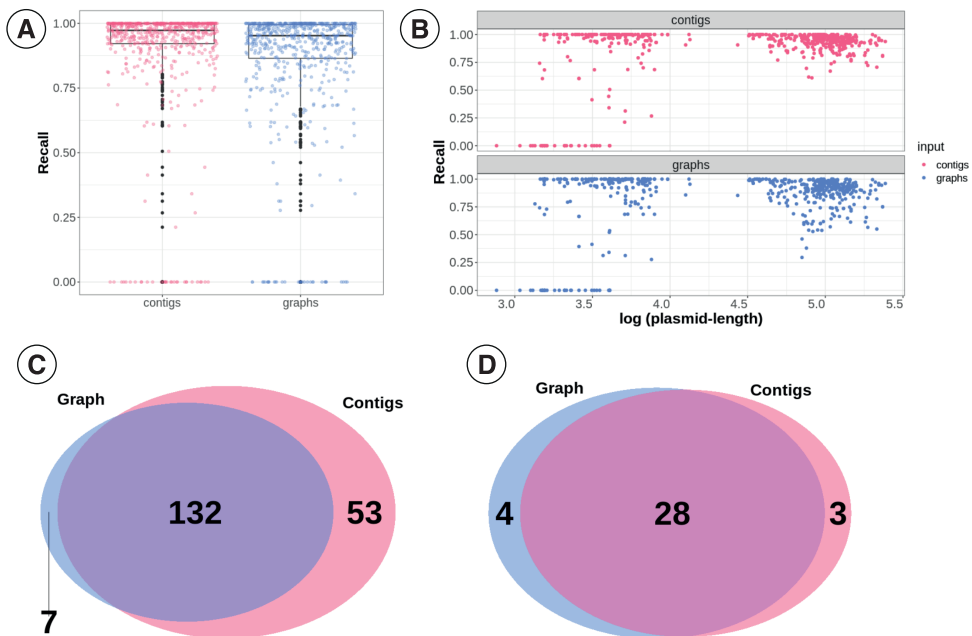 A
Recall
1.00
0.75
0.50
0.25
0.00
contigs
graphs
B
Recall
contigs
1.00
0.75
0.50
0.25
0.00
graphs
1.00
0.75
0.50
0.25
0.00
3.0 3.5 4.0 4.5 5.0 5.5
log (plasmid-length)
input
contigs
graphs
C
Graph
Contigs
132
53
7
D
Graph
Contigs
4
28
3